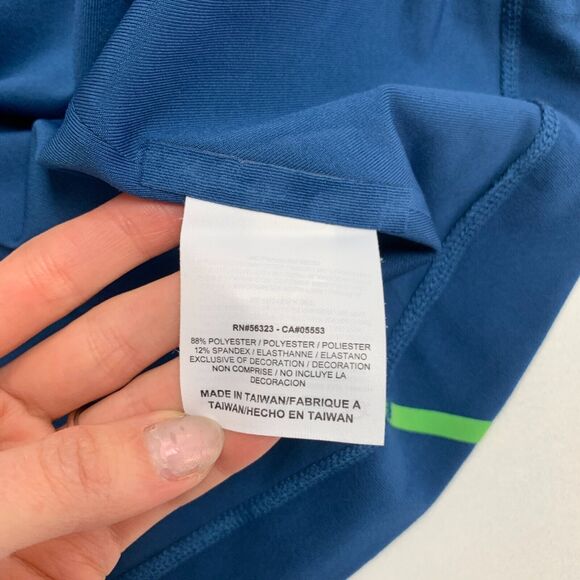 RN#56323 - CA#05553
88% POLYESTER / POLYESTER / POLIESTER
12% SPANDEX / ELASTHANNE / ELASTANO
EXCLUSIVE OF DECORATION / DECORATION
NON COMPRISE / NO INCLUYE LA
DECORACION
MADE IN TAIWAN/FABRIQUE A
TAIWAN/HECHO EN TAIWAN